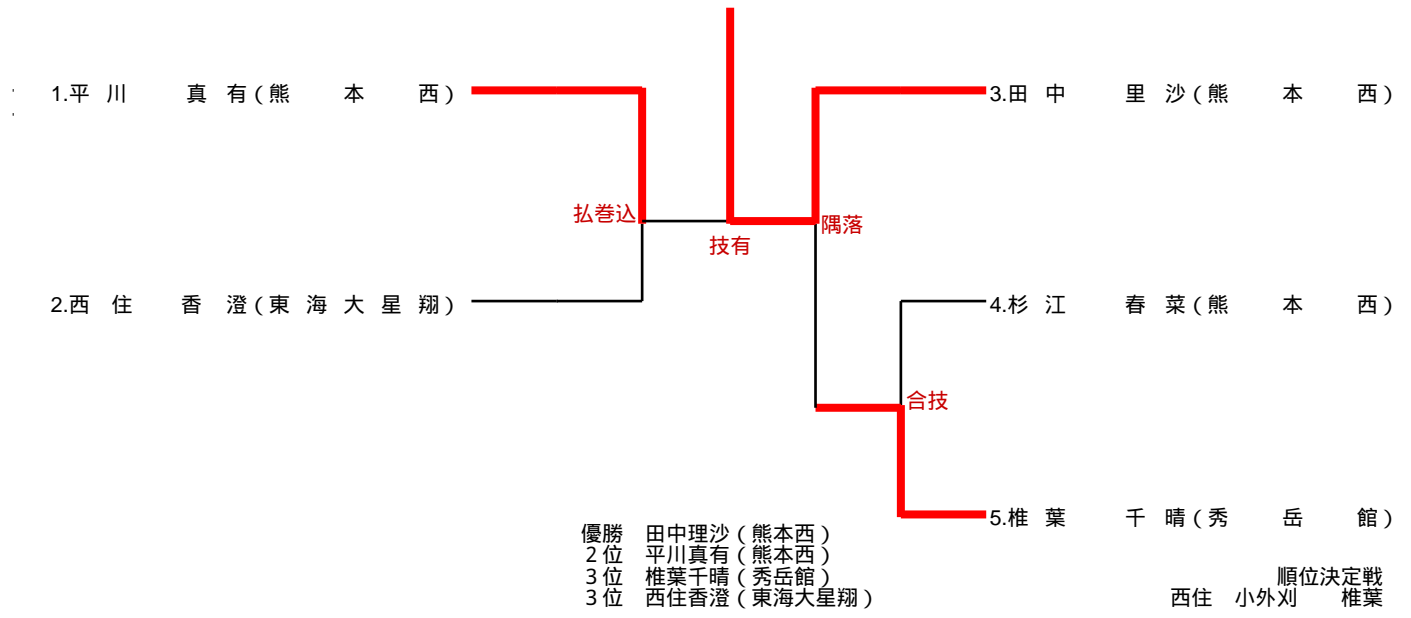 1.平川 真有(熊本西)
3.田中 里沙(熊本西)
払巻込
隅落
技有
2.西住 香澄(東海大星翔)
4.杉江 春菜(熊本西)
合技
5.椎葉 千晴(秀岳館)
優勝 田中理沙(熊本西)
2位 平川真有(熊本西)
3位 椎葉千晴(秀岳館)
3位 西住香澄(東海大星翔)
順位決定戦
西住 小外刈 椎葉